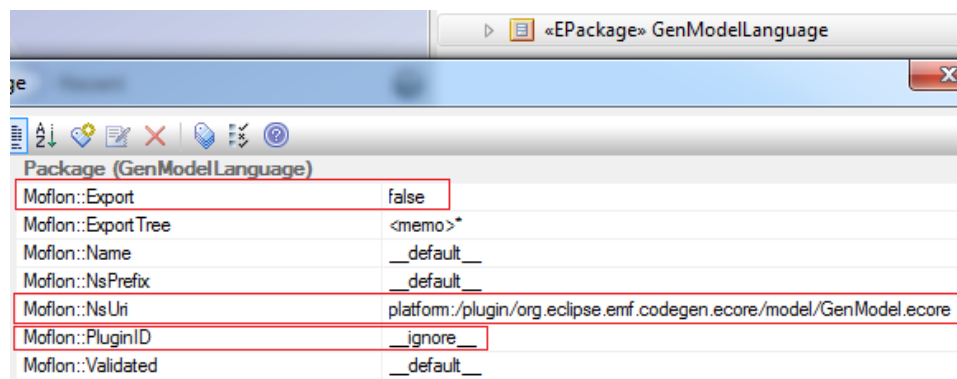 «EPackage» GenModelLanguage
ge
Package (GenModelLanguage)
Moflon::Export false
Moflon::ExportTree <memo>*
Moflon::Name __default__
Moflon::NsPrefix __default__
Moflon::NsUri platform:/plugin/org.eclipse.emf.codegen.ecore/model/GenModel.ecore
Moflon::PluginID __ignore__
Moflon::Validated __default__